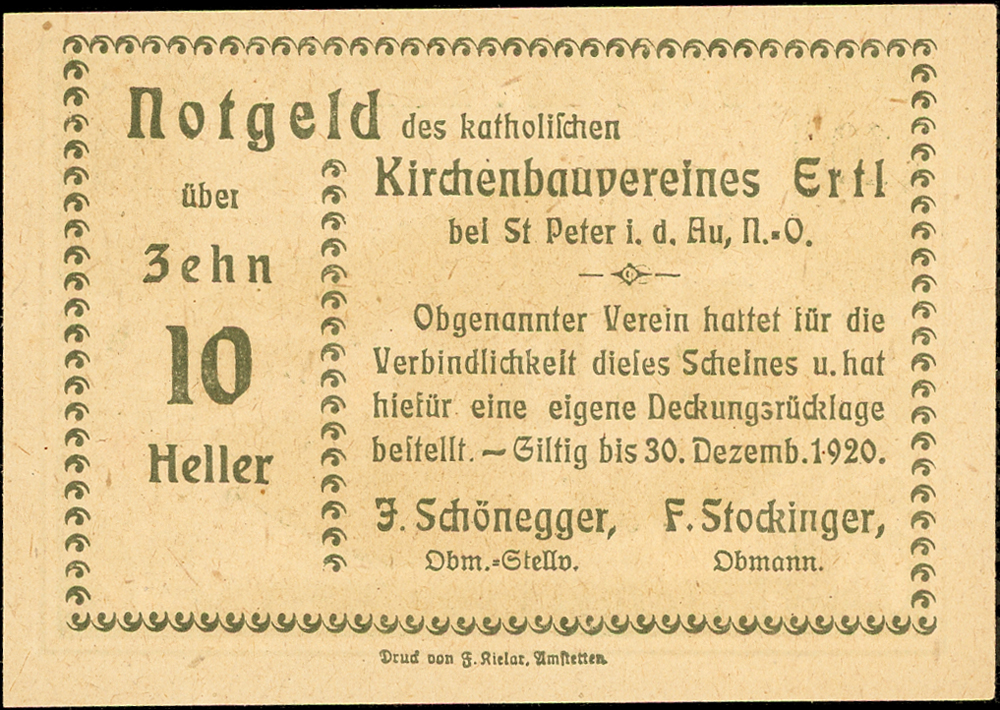 Notgeld des katholiſchen
Kirchenbauvereines Ertl
bei St Peter i. d. Au, N.=O.
über
Zehn
10
Heller
Obgenannter Verein haftet für die
Verbindlichkeit dieſes Scheines u. hat
hiefür eine eigene Deckungsrücklage
beſtellt. — Giltig bis 30. Dezemb. 1920.
J. Schönegger, F. Stockinger,
Obm.=Stellv. Obmann.
Druck von F. Kielar, Amſtetten.